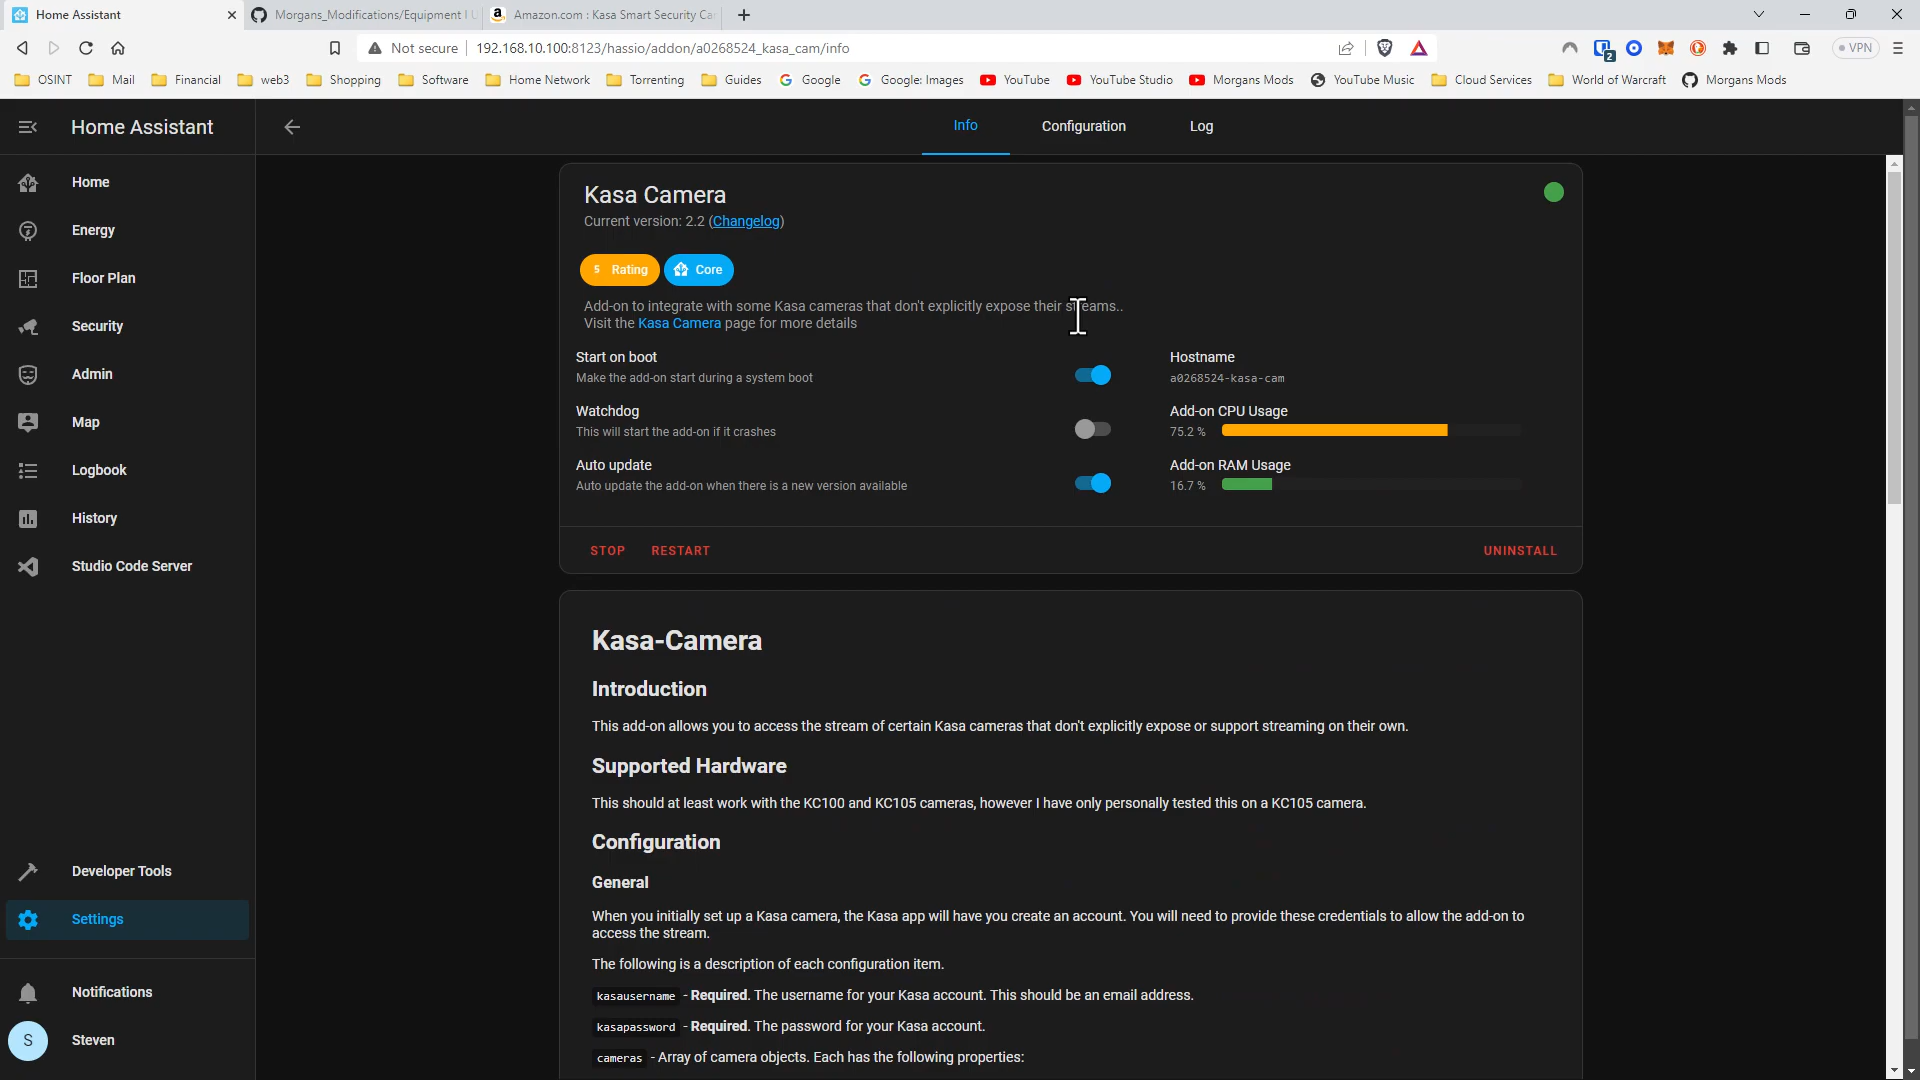 Home Assistant
Morgans_Modifications/Equipment I U
Amazon.com : Kasa Smart Security Ca
Not secure
192.168.10.100:8123/hassio/addon/a0268524_kasa_cam/info
2
VPN
OSINT
Mail
Financial
web3
Shopping
Software
Home Network
Torrenting
Guides
Google
Google: Images
YouTube
YouTube Studio
Morgans Mods
YouTube Music
Cloud Services
World of Warcraft
Morgans Mods
Home Assistant
Info
Configuration
Log
Home
Energy
Floor Plan
Security
Admin
Map
Logbook
History
Studio Code Server
Developer Tools
Settings
Notifications
S
Steven
Kasa Camera
Current version: 2.2 (Changelog)
5 Rating
Core
Add-on to integrate with some Kasa cameras that don't explicitly expose their streams..
Visit the Kasa Camera page for more details
Start on boot
Make the add-on start during a system boot
Watchdog
This will start the add-on if it crashes
Auto update
Auto update the add-on when there is a new version available
Hostname
a0268524-kasa-cam
Add-on CPU Usage
75.2 %
Add-on RAM Usage
16.7 %
STOP
RESTART
UNINSTALL
Kasa-Camera
Introduction
This add-on allows you to access the stream of certain Kasa cameras that don't explicitly expose or support streaming on their own.
Supported Hardware
This should at least work with the KC100 and KC105 cameras, however I have only personally tested this on a KC105 camera.
Configuration
General
When you initially set up a Kasa camera, the Kasa app will have you create an account. You will need to provide these credentials to allow the add-on to
access the stream.
The following is a description of each configuration item.
kasausername - Required. The username for your Kasa account. This should be an email address.
kasapassword - Required. The password for your Kasa account.
cameras - Array of camera objects. Each has the following properties: